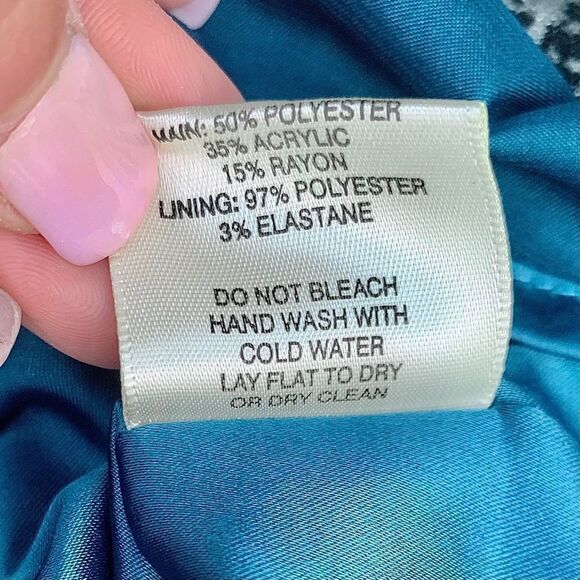 MAIN: 50% POLYESTER
35% ACRYLIC
15% RAYON
LINING: 97% POLYESTER
3% ELASTANE
DO NOT BLEACH
HAND WASH WITH
COLD WATER
LAY FLAT TO DRY
OR DRY CLEAN